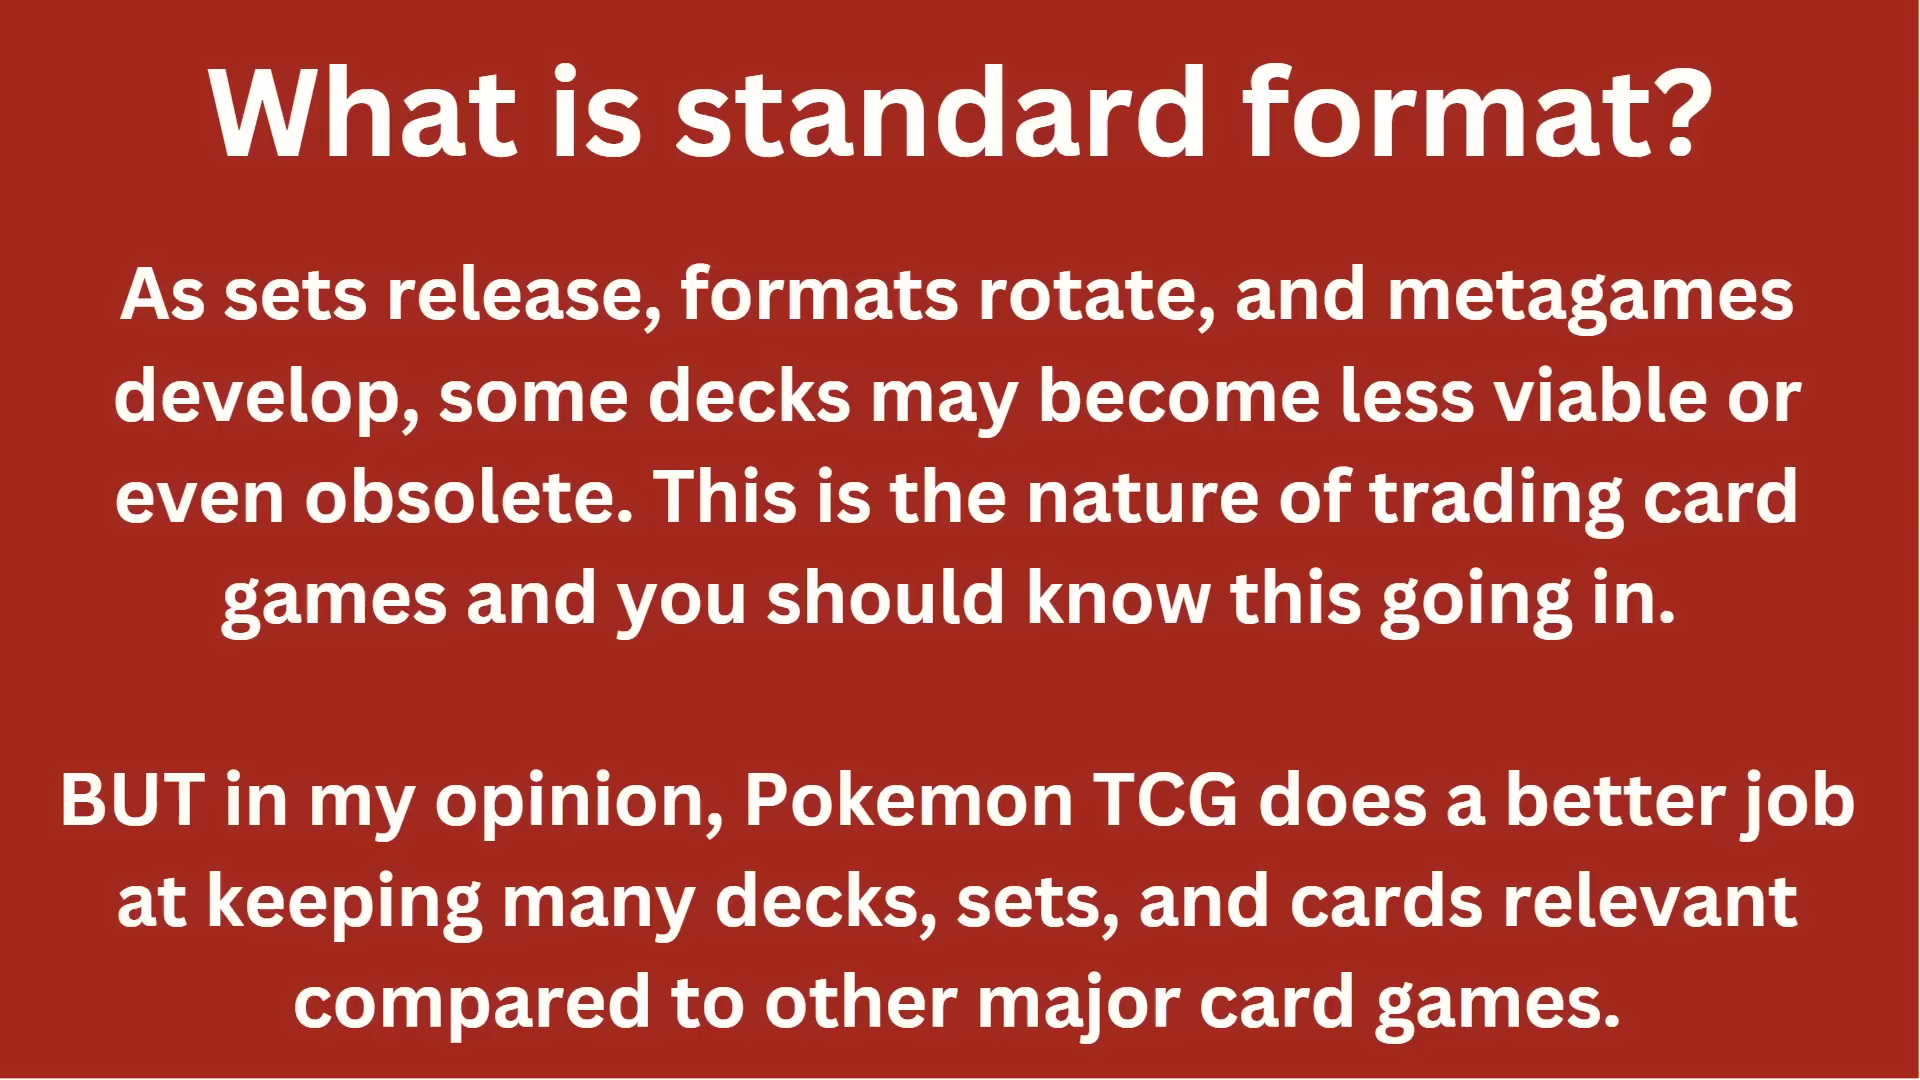 What is standard format?
As sets release, formats rotate, and metagames
develop, some decks may become less viable or
even obsolete. This is the nature of trading card
games and you should know this going in.
BUT in my opinion, Pokemon TCG does a better job
at keeping many decks, sets, and cards relevant
compared to other major card games.